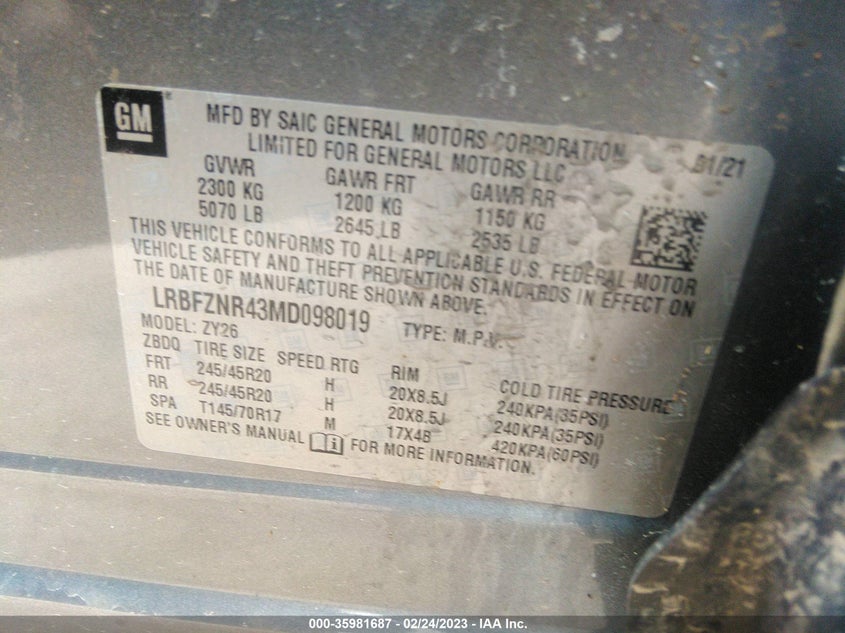 GM
MFD BY SAIC GENERAL MOTORS CORPORATION
LIMITED FOR GENERAL MOTORS LLC
01/21
GVWR GAWR FRT GAWR RR
2300 KG 1200 KG 1150 KG
5070 LB 2645 LB 2535 LB
THIS VEHICLE CONFORMS TO ALL APPLICABLE U.S. FEDERAL MOTOR
VEHICLE SAFETY AND THEFT PREVENTION STANDARDS IN EFFECT ON
THE DATE OF MANUFACTURE SHOWN ABOVE.
LRBFZNR43MD098019 TYPE: M.P.V.
MODEL: ZY26
ZBDQ TIRE SIZE SPEED RTG RIM COLD TIRE PRESSURE
FRT 245/45R20 H 20X8.5J 240KPA(35PSI)
RR 245/45R20 H 20X8.5J 240KPA(35PSI)
SPA T145/70R17 M 17X4B 420KPA(60PSI)
SEE OWNER'S MANUAL FOR MORE INFORMATION.
000-35981687 / 02/24/2023 - IAA Inc.